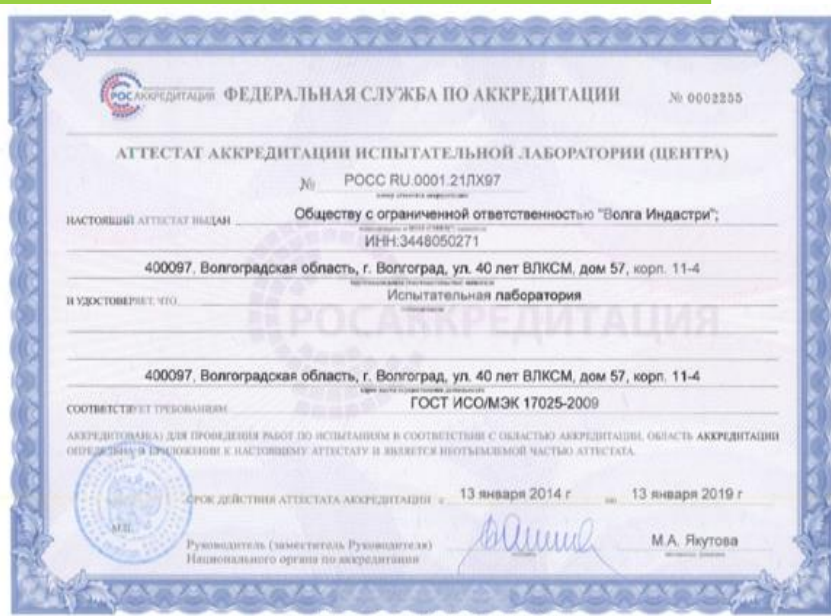 РОСАККРЕДИТАЦИЯ ФЕДЕРАЛЬНАЯ СЛУЖБА ПО АККРЕДИТАЦИИ № 0002255
АТТЕСТАТ АККРЕДИТАЦИИ ИСПЫТАТЕЛЬНОЙ ЛАБОРАТОРИИ (ЦЕНТРА)
№ РОСС RU.0001.21ЛХ97
номер аттестата аккредитации
НАСТОЯЩИЙ АТТЕСТАТ ВЫДАН Обществу с ограниченной ответственностью "Волга Индастри";
ИНН:3448050271
400097, Волгоградская область, г. Волгоград, ул. 40 лет ВЛКСМ, дом 57, корп. 11-4
И УДОСТОВЕРЯЕТ, ЧТО Испытательная лаборатория
РОСАККРЕДИТАЦИЯ
400097, Волгоградская область, г. Волгоград, ул. 40 лет ВЛКСМ, дом 57, корп. 11-4
СООТВЕТСТВУЕТ ТРЕБОВАНИЯМ ГОСТ ИСО/МЭК 17025-2009
АККРЕДИТОВАН(А) ДЛЯ ПРОВЕДЕНИЯ РАБОТ ПО ИСПЫТАНИЯМ В СООТВЕТСТВИИ С ОБЛАСТЬЮ АККРЕДИТАЦИИ. ОБЛАСТЬ АККРЕДИТАЦИИ
ОПРЕДЕЛЕНА В ПРИЛОЖЕНИИ К НАСТОЯЩЕМУ АТТЕСТАТУ И ЯВЛЯЕТСЯ НЕОТЪЕМЛЕМОЙ ЧАСТЬЮ АТТЕСТАТА.
СРОК ДЕЙСТВИЯ АТТЕСТАТА АККРЕДИТАЦИИ с 13 января 2014 г по 13 января 2019 г
М.П.
Руководитель (заместитель Руководителя)
Национального органа по аккредитации
М.А. Якутова